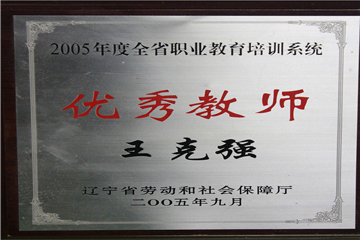 2005年度全省职业教育培训系统
优秀教师
王克强
辽宁省劳动和社会保障厅
二OO五年九月